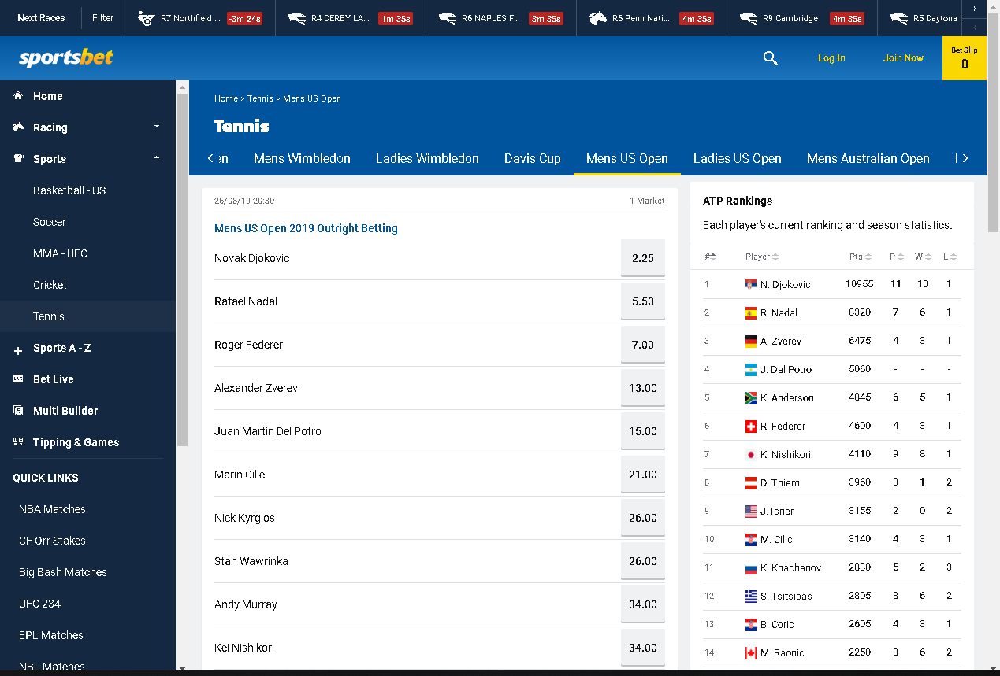 Next Races
Filter
R7 Northfield ...
-3m 24s
R4 DERBY LA...
1m 35s
R6 NAPLES F...
3m 35s
R6 Penn Nati...
4m 35s
R9 Cambridge
4m 35s
R5 Daytona
sportsbet
Log In
Join Now
Bet Slip
0
Home
Racing
Sports
Basketball - US
Soccer
MMA - UFC
Cricket
Tennis
Sports A - Z
Bet Live
Multi Builder
Tipping & Games
QUICK LINKS
NBA Matches
CF Orr Stakes
Big Bash Matches
UFC 234
EPL Matches
NBL Matches
Home > Tennis > Mens US Open
Tennis
en
Mens Wimbledon
Ladies Wimbledon
Davis Cup
Mens US Open
Ladies US Open
Mens Australian Open
26/08/19 20:30
1 Market
Mens US Open 2019 Outright Betting
Novak Djokovic 2.25
Rafael Nadal 5.50
Roger Federer 7.00
Alexander Zverev 13.00
Juan Martin Del Potro 15.00
Marin Cilic 21.00
Nick Kyrgios 26.00
Stan Wawrinka 26.00
Andy Murray 34.00
Kei Nishikori 34.00
ATP Rankings
Each player's current ranking and season statistics.
# Player Pts P W L
1 N. Djokovic 10955 11 10 1
2 R. Nadal 8320 7 6 1
3 A. Zverev 6475 4 3 1
4 J. Del Potro 5060 - - -
5 K. Anderson 4845 6 5 1
6 R. Federer 4600 4 3 1
7 K. Nishikori 4110 9 8 1
8 D. Thiem 3960 3 1 2
9 J. Isner 3155 2 0 2
10 M. Cilic 3140 4 3 1
11 K. Khachanov 2880 5 2 3
12 S. Tsitsipas 2805 8 6 2
13 B. Coric 2605 4 3 1
14 M. Raonic 2250 8 6 2